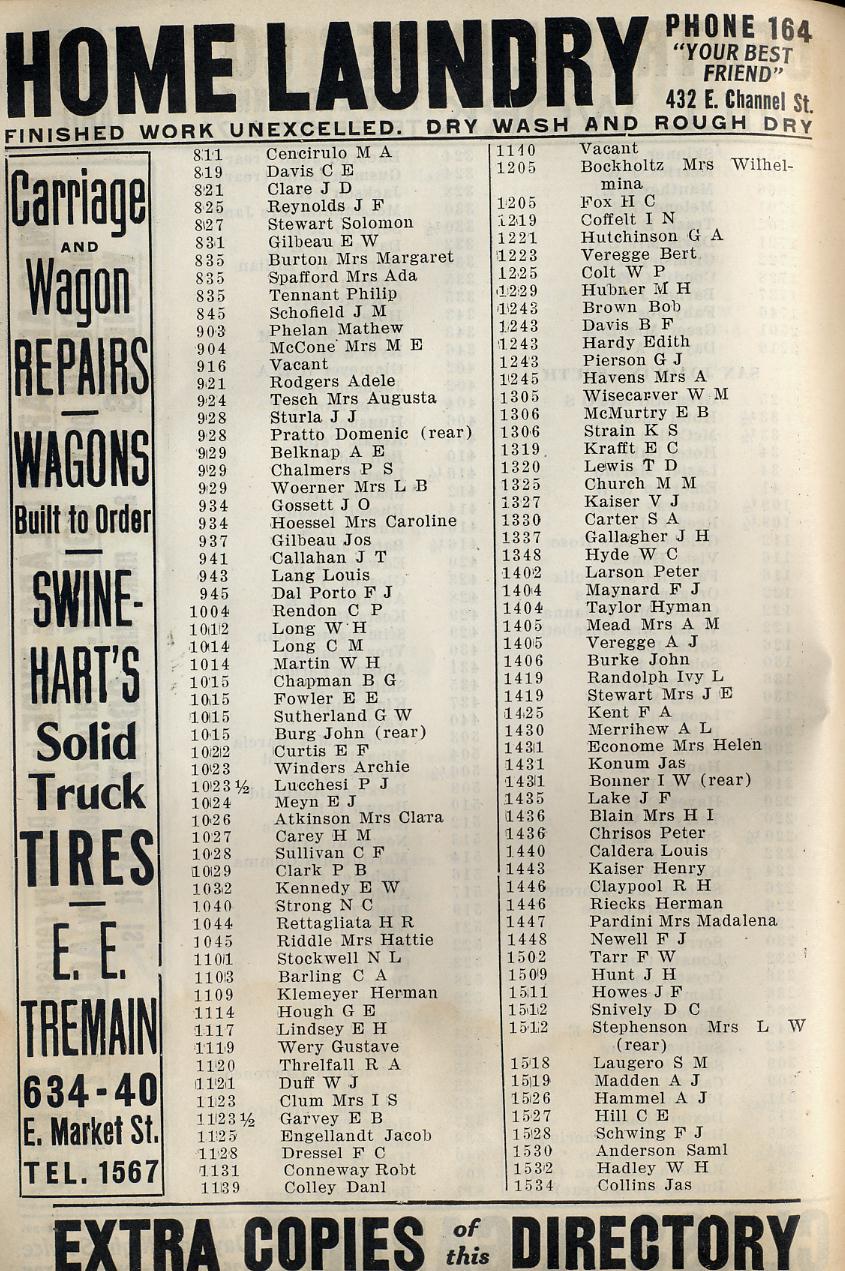 HOME LAUNDRY
PHONE 164
"YOUR BEST
FRIEND"
432 E. Channel St.
FINISHED WORK UNEXCELLED. DRY WASH AND ROUGH DRY
Carriage
AND
Wagon
REPAIRS
WAGONS
Built to Order
SWINE-
HART'S
Solid
Truck
TIRES
E. E.
TREMAIN
634-40
E. Market St.
TEL. 1567
811 Cencirulo M A
819 Davis C E
821 Clare J D
825 Reynolds J F
827 Stewart Solomon
831 Gilbeau E W
835 Burton Mrs Margaret
835 Spafford Mrs Ada
835 Tennant Philip
845 Schofield J M
903 Phelan Mathew
904 McCone Mrs M E
916 Vacant
921 Rodgers Adele
924 Tesch Mrs Augusta
928 Sturla J J
928 Pratto Domenic (rear)
929 Belknap A E
929 Chalmers P S
929 Woerner Mrs L B
934 Gossett J O
934 Hoessel Mrs Caroline
937 Gilbeau Jos
941 Callahan J T
943 Lang Louis
945 Dal Porto F J
1004 Rendon C P
1012 Long W H
1014 Long C M
1014 Martin W H
1015 Chapman B G
1015 Fowler E E
1015 Sutherland G W
1015 Burg John (rear)
1022 Curtis E F
1023 Winders Archie
1023½ Lucchesi P J
1024 Meyn E J
1026 Atkinson Mrs Clara
1027 Carey H M
1028 Sullivan C F
1029 Clark P B
1032 Kennedy E W
1040 Strong N C
1044 Rettagliata H R
1045 Riddle Mrs Hattie
1101 Stockwell N L
1103 Barling C A
1109 Klemeyer Herman
1114 Hough G E
1117 Lindsey E H
1119 Wery Gustave
1120 Threlfall R A
1121 Duff W J
1123 Clum Mrs I S
1123½ Garvey E B
1125 Engellandt Jacob
1128 Dressel F C
1131 Conneway Robt
1139 Colley Danl
1140 Vacant
1205 Bockholtz Mrs Wilhel-
mina
1205 Fox H C
1219 Coffelt I N
1221 Hutchinson G A
1223 Veregge Bert
1225 Colt W P
1229 Hubner M H
1243 Brown Bob
1243 Davis B F
1243 Hardy Edith
1243 Pierson G J
1245 Havens Mrs A
1305 Wisecarver W M
1306 McMurtry E B
1306 Strain K S
1319 Krafft E C
1320 Lewis T D
1325 Church M M
1327 Kaiser V J
1330 Carter S A
1337 Gallagher J H
1348 Hyde W C
1402 Larson Peter
1404 Maynard F J
1404 Taylor Hyman
1405 Mead Mrs A M
1405 Veregge A J
1406 Burke John
1419 Randolph Ivy L
1419 Stewart Mrs J E
1425 Kent F A
1430 Merrihew A L
1431 Econome Mrs Helen
1431 Konum Jas
1431 Bonner I W (rear)
1435 Lake J F
1436 Blain Mrs H I
1436 Chrisos Peter
1440 Caldera Louis
1443 Kaiser Henry
1446 Claypool R H
1446 Riecks Herman
1447 Pardini Mrs Madalena
1448 Newell F J
1502 Tarr F W
1509 Hunt J H
1511 Howes J F
1512 Snively D C
1512 Stephenson Mrs L W
(rear)
1518 Laugero S M
1519 Madden A J
1526 Hammel A J
1527 Hill C E
1528 Schwing F J
1530 Anderson Saml
1532 Hadley W H
1534 Collins Jas
EXTRA COPIES of this DIRECTORY